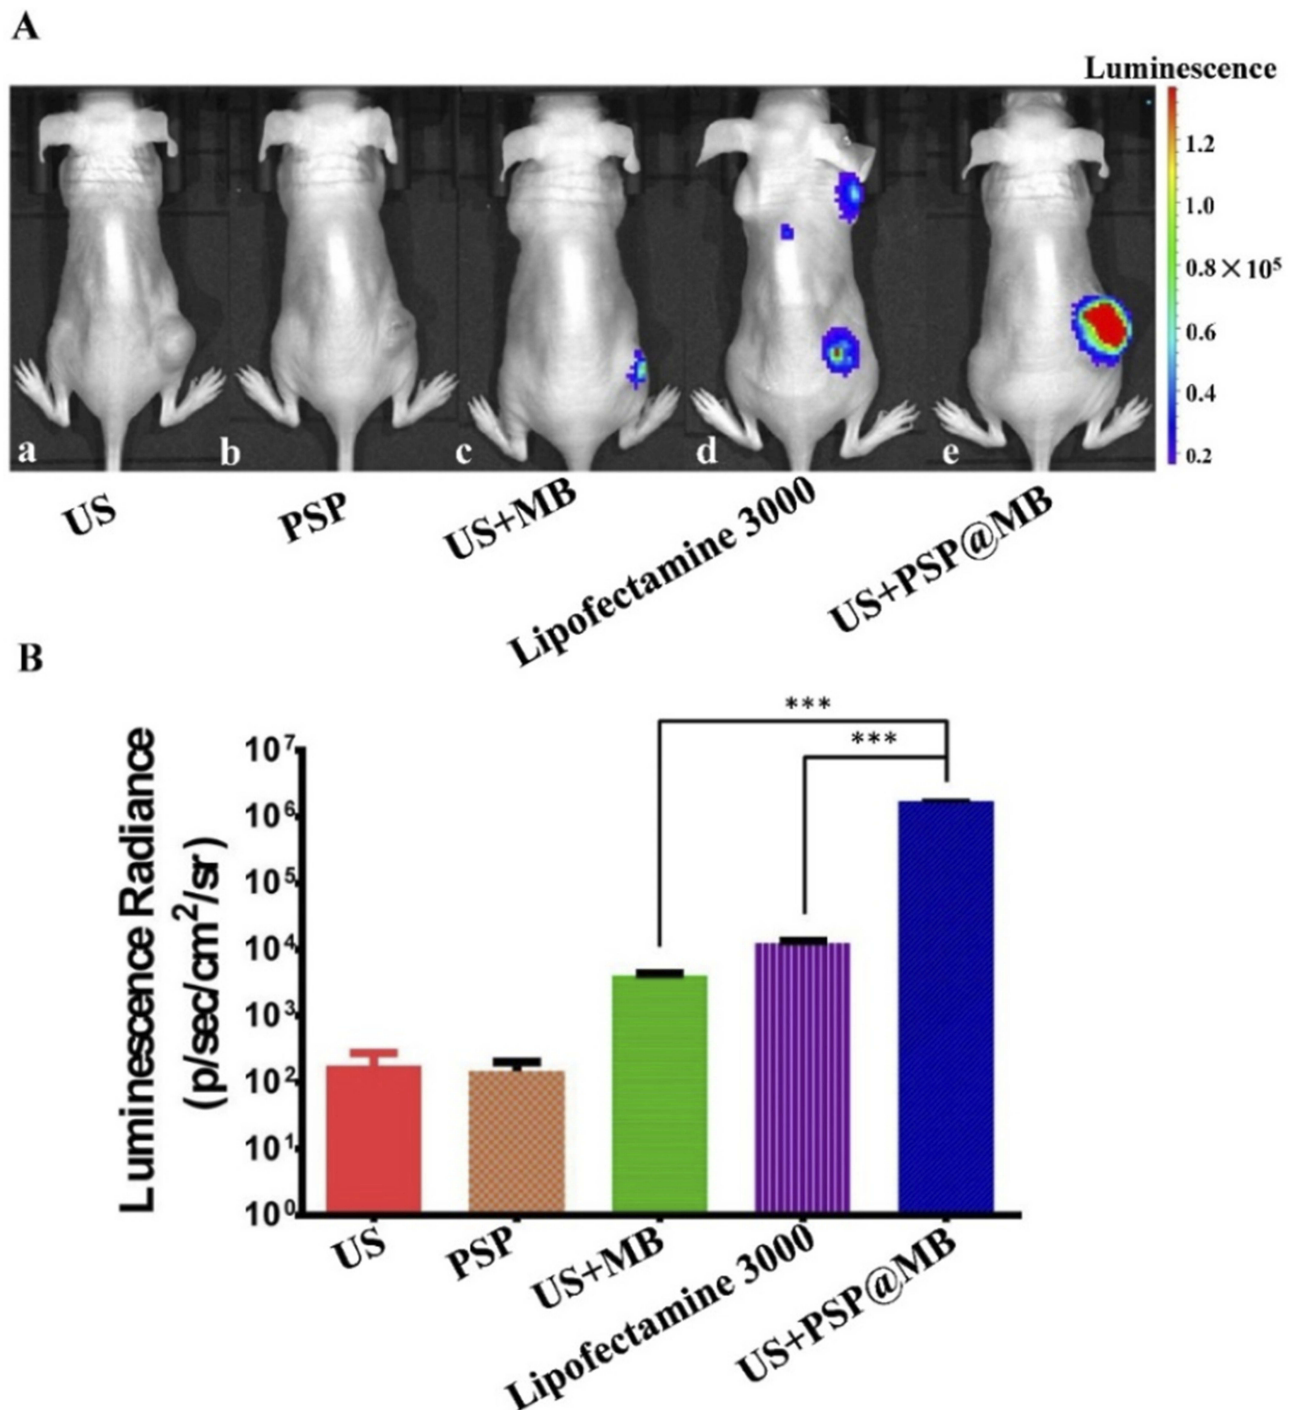 A
Luminescence
1.2
1.0
0.8×10⁵
0.6
0.4
0.2
a
b
c
d
e
US
PSP
US+MB
Lipofectamine 3000
US+PSP@MB
B
***
***
Luminescence Radiance
(p/sec/cm²/sr)
10⁷
10⁶
10⁵
10⁴
10³
10²
10¹
10⁰
US
PSP
US+MB
Lipofectamine 3000
US+PSP@MB